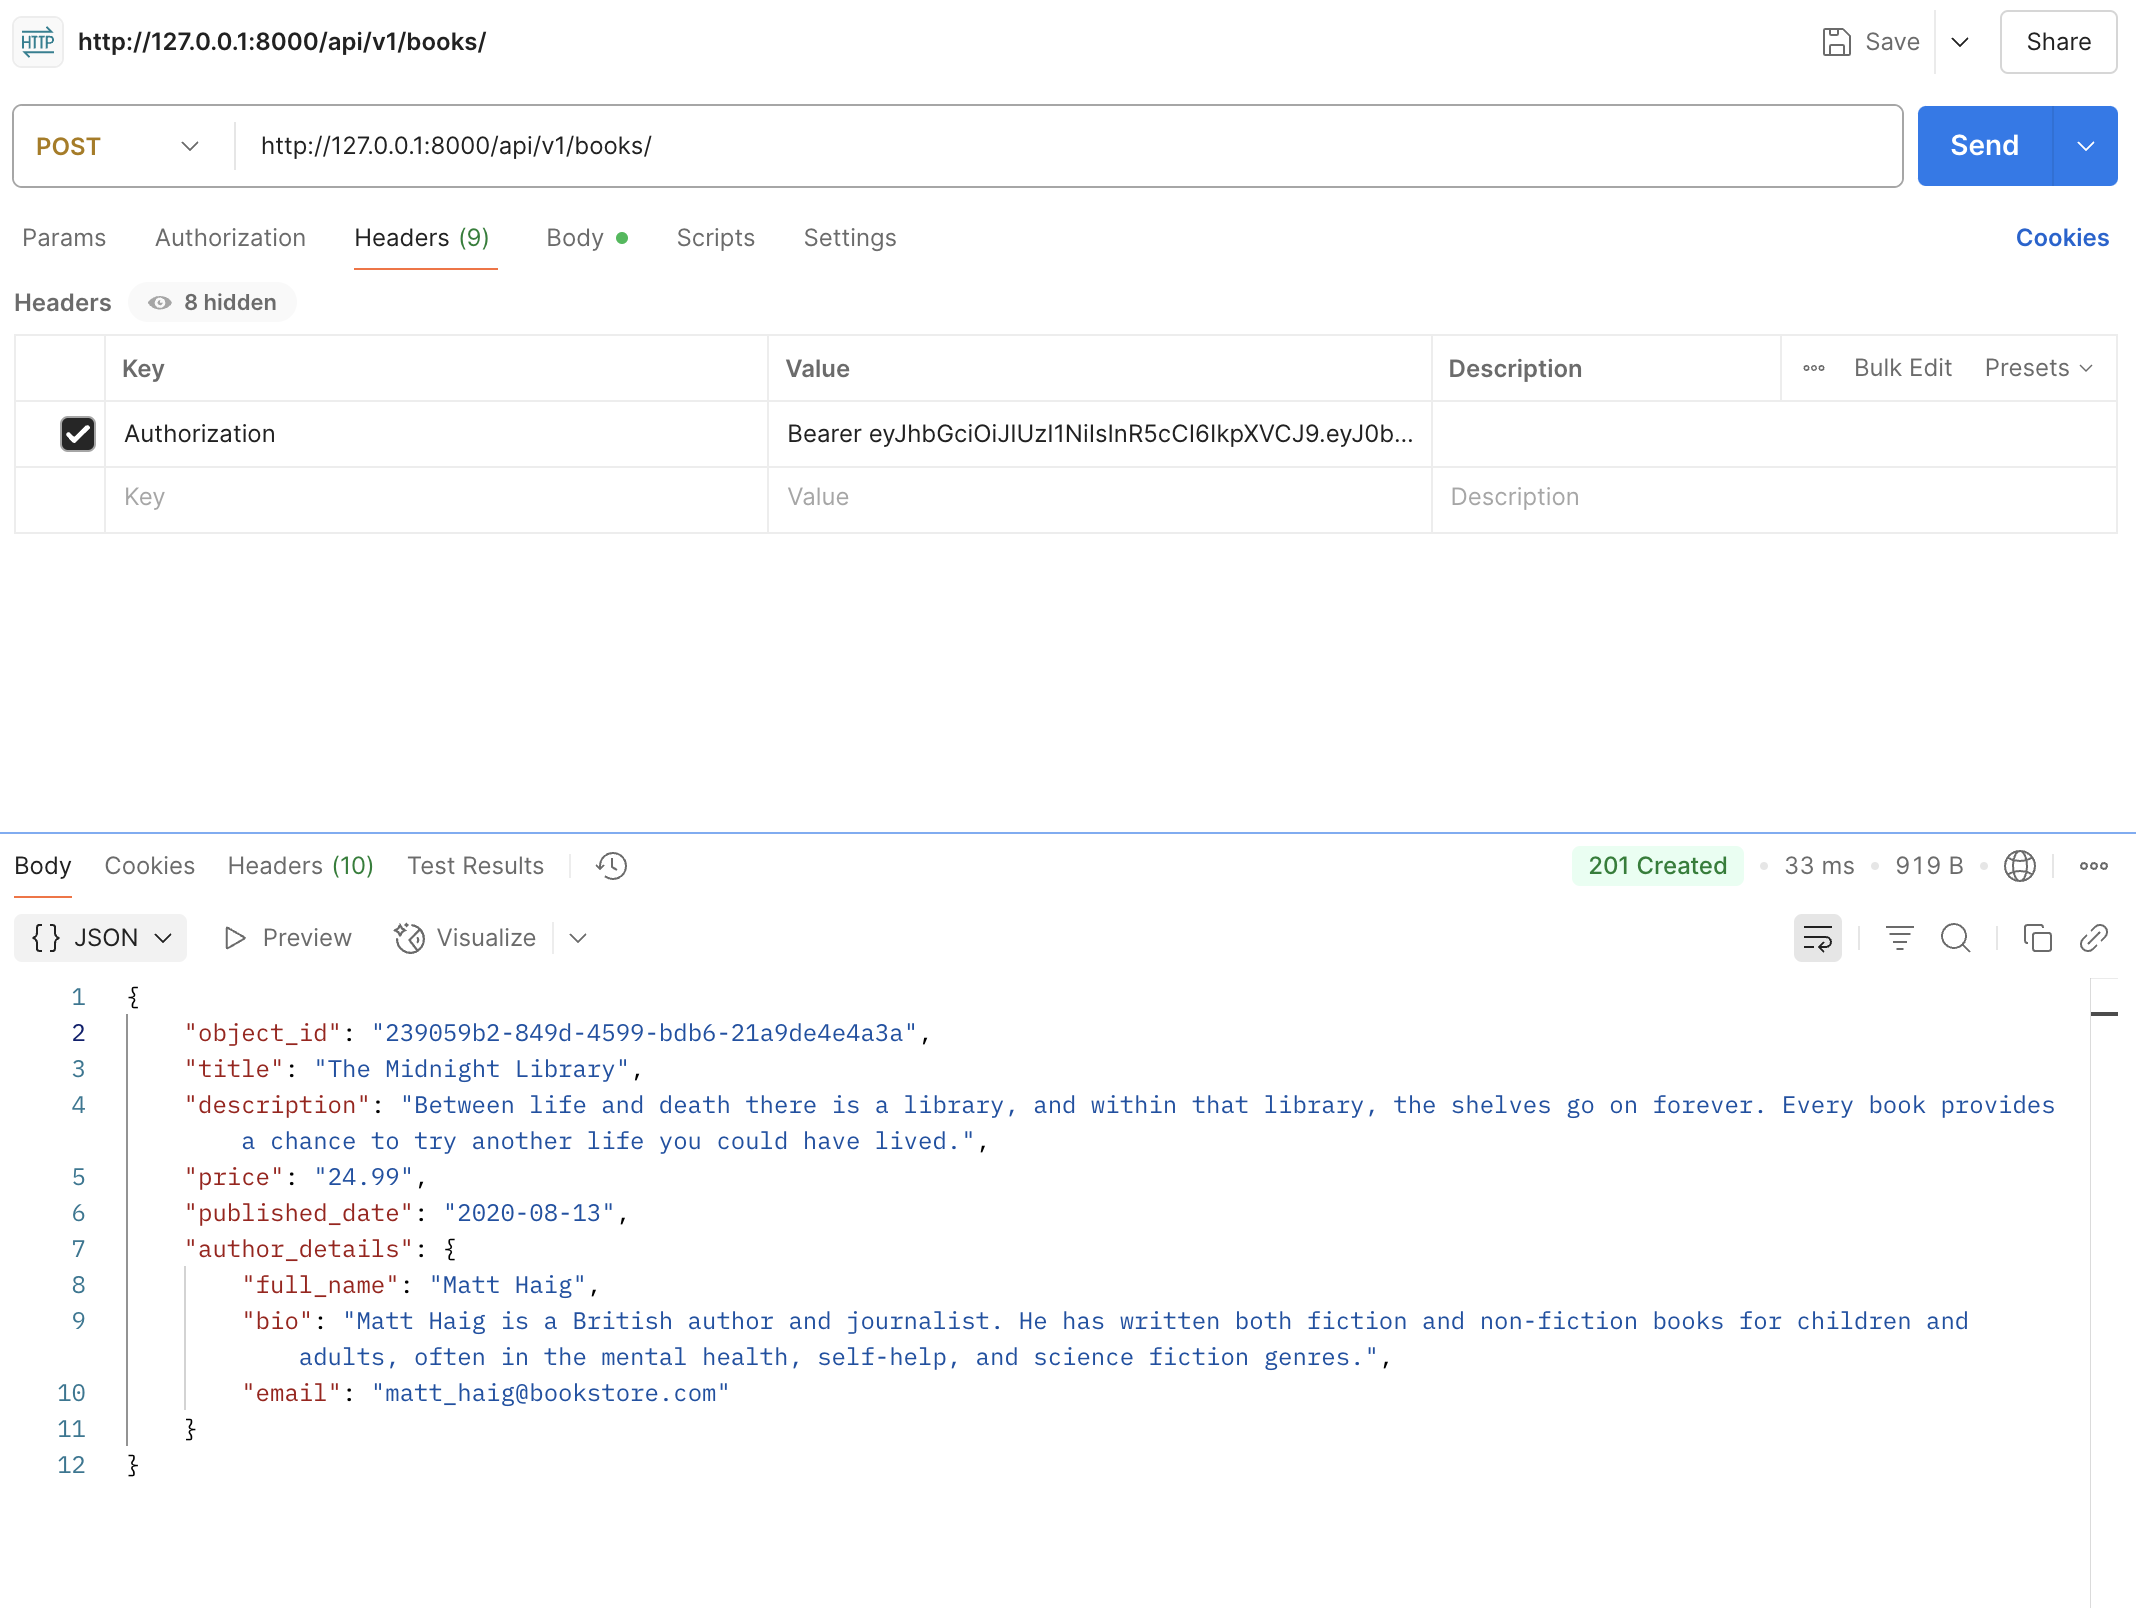 HTTP http://127.0.0.1:8000/api/v1/books/ Save Share
POST http://127.0.0.1:8000/api/v1/books/ Send
Params Authorization Headers (9) Body Scripts Settings Cookies
Headers 8 hidden
Key Value Description Bulk Edit Presets
Authorization Bearer eyJhbGciOiJIUzI1NiIsInR5cCI6IkpXVCJ9.eyJ0b...
Key Value Description
Body Cookies Headers (10) Test Results 201 Created 33 ms 919 B
{} JSON Preview Visualize
1 {
2 "object_id": "239059b2-849d-4599-bdb6-21a9de4e4a3a",
3 "title": "The Midnight Library",
4 "description": "Between life and death there is a library, and within that library, the shelves go on forever. Every book provides
a chance to try another life you could have lived.",
5 "price": "24.99",
6 "published_date": "2020-08-13",
7 "author_details": {
8 "full_name": "Matt Haig",
9 "bio": "Matt Haig is a British author and journalist. He has written both fiction and non-fiction books for children and
adults, often in the mental health, self-help, and science fiction genres.",
10 "email": "matt_haig@bookstore.com"
11 }
12 }